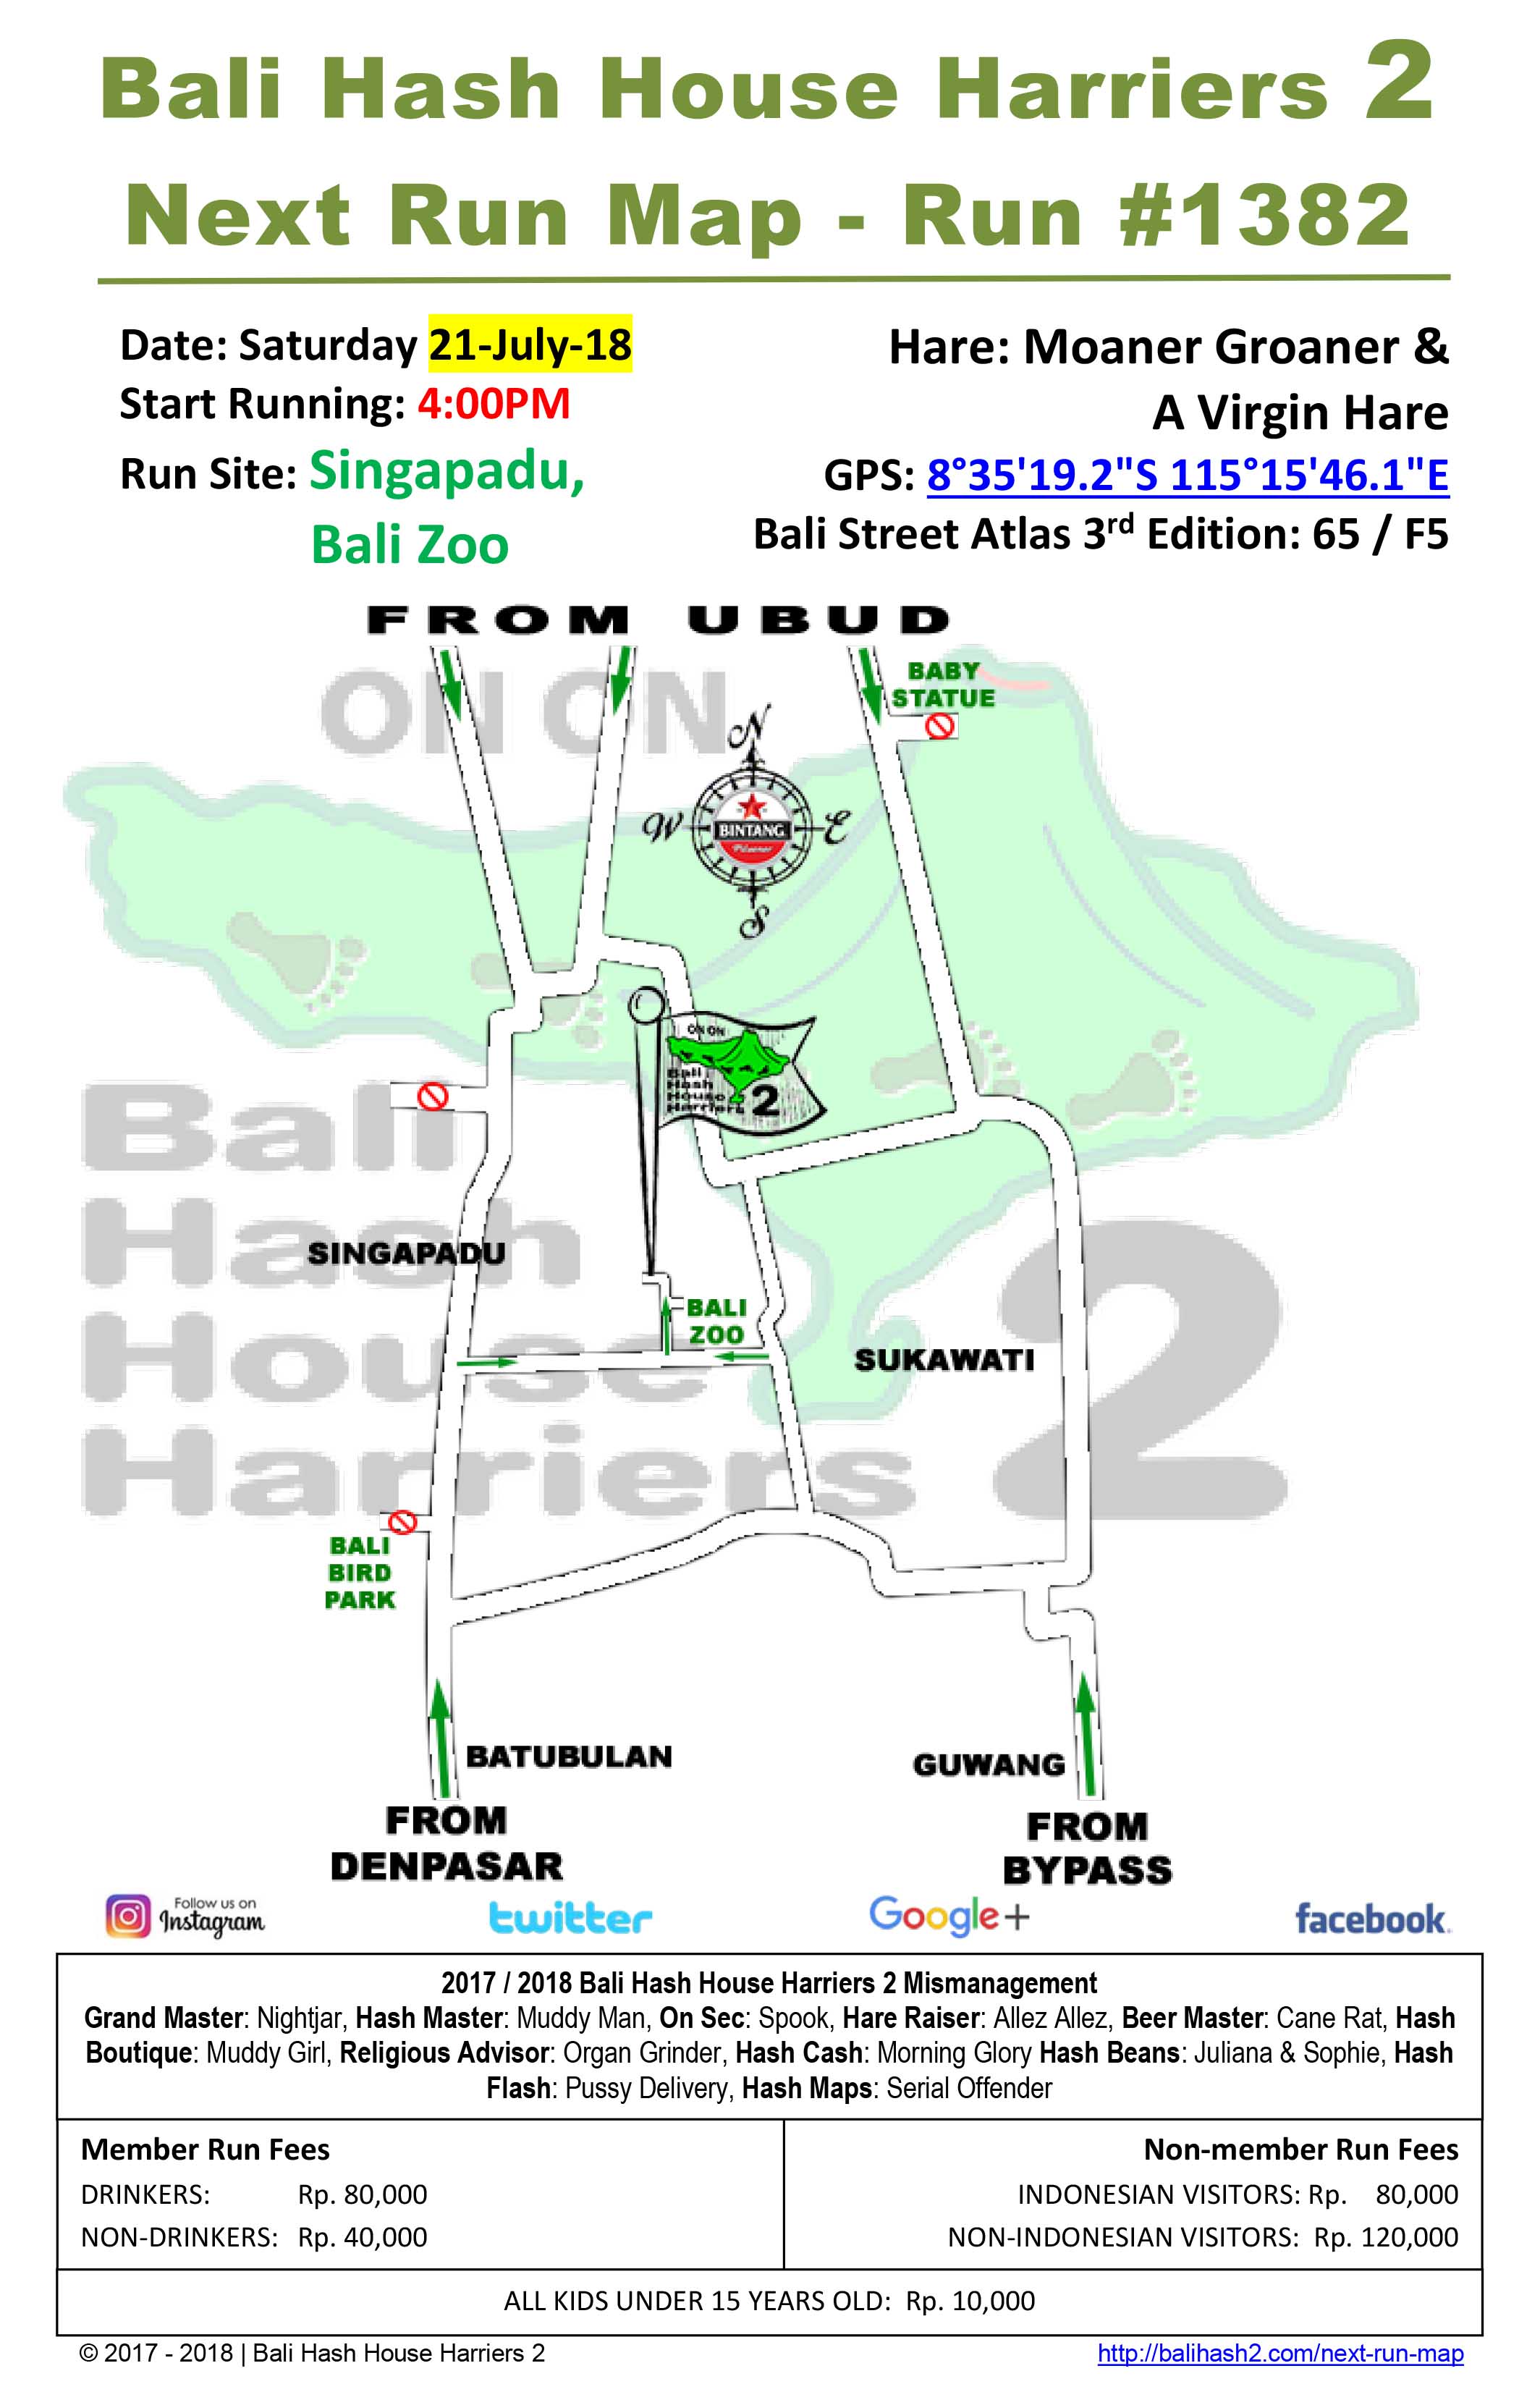 Bali Hash House Harriers 2
Next Run Map - Run #1382
Date: Saturday 21-July-18
Start Running: 4:00PM
Run Site: Singapadu,
Bali Zoo
Hare: Moaner Groaner &
A Virgin Hare
GPS: 8°35'19.2"S 115°15'46.1"E
Bali Street Atlas 3rd Edition: 65 / F5
FROM UBUD
ON ON
BABY
STATUE
N
W
BINTANG
Pilsener
E
S
ON ON
Bali
Hash
House
Harriers 2
Bali
Hash
House
Harriers 2
SINGAPADU
BALI
ZOO
SUKAWATI
BALI
BIRD
PARK
BATUBULAN
GUWANG
FROM
DENPASAR
FROM
BYPASS
Follow us on
Instagram
twitter
Google+
facebook
2017 / 2018 Bali Hash House Harriers 2 Mismanagement
Grand Master: Nightjar, Hash Master: Muddy Man, On Sec: Spook, Hare Raiser: Allez Allez, Beer Master: Cane Rat, Hash
Boutique: Muddy Girl, Religious Advisor: Organ Grinder, Hash Cash: Morning Glory Hash Beans: Juliana & Sophie, Hash
Flash: Pussy Delivery, Hash Maps: Serial Offender
Member Run Fees
DRINKERS: Rp. 80,000
NON-DRINKERS: Rp. 40,000
Non-member Run Fees
INDONESIAN VISITORS: Rp. 80,000
NON-INDONESIAN VISITORS: Rp. 120,000
ALL KIDS UNDER 15 YEARS OLD: Rp. 10,000
© 2017 - 2018 | Bali Hash House Harriers 2
http://balihash2.com/next-run-map